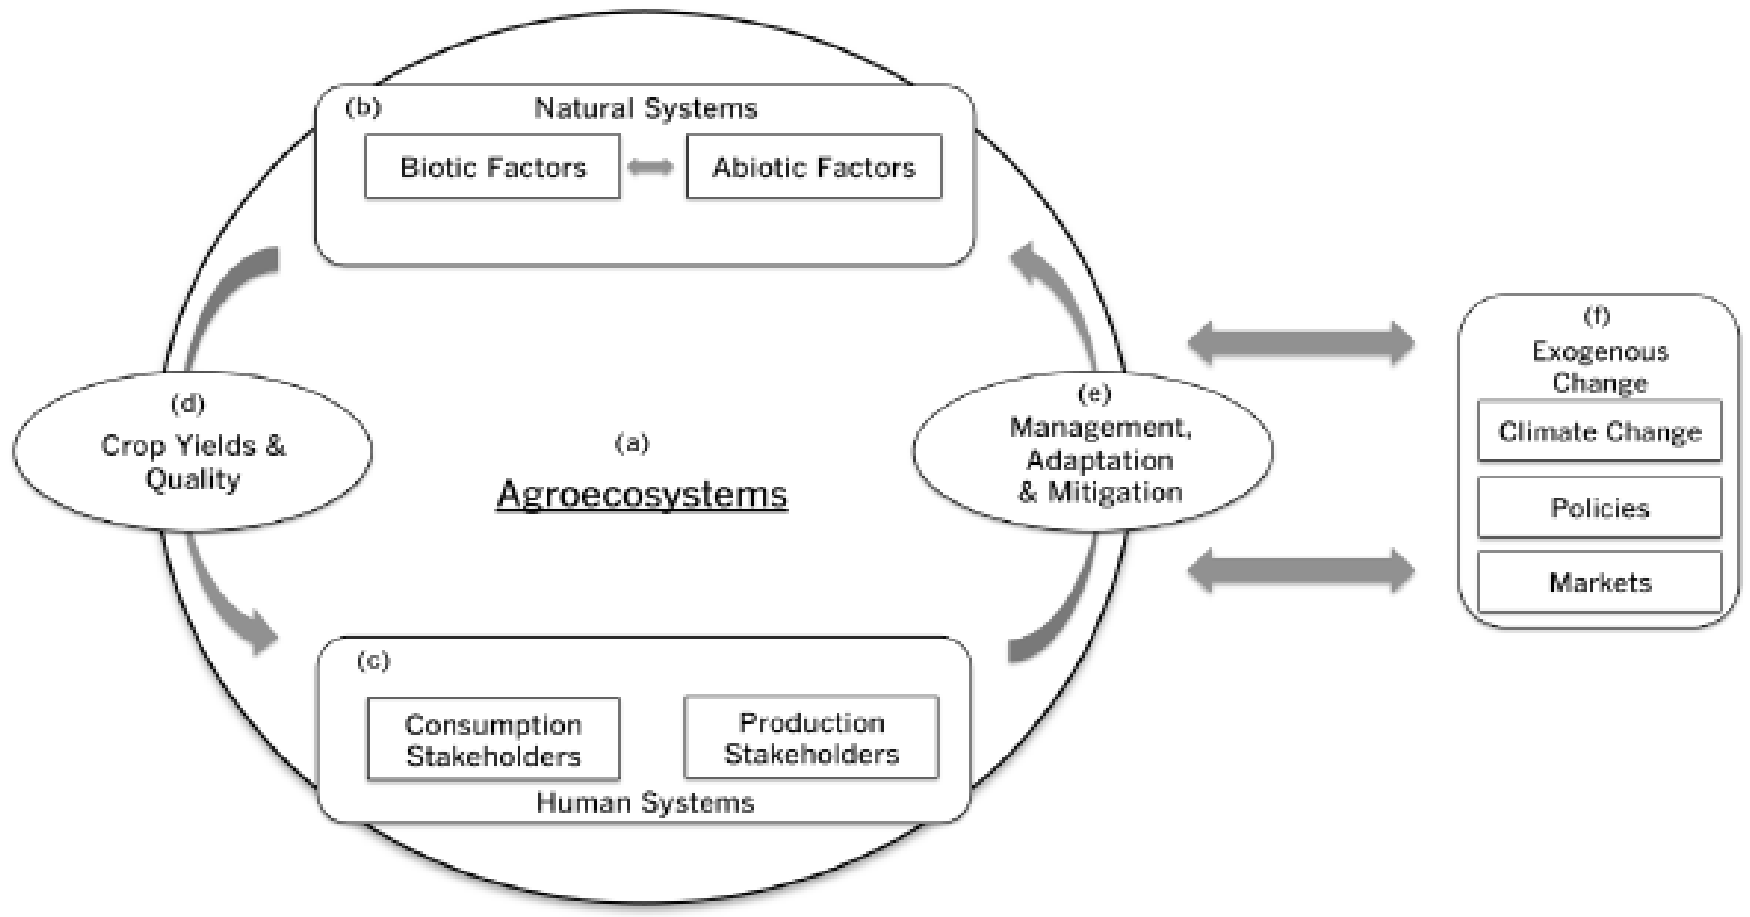 (b)
Natural Systems
Biotic Factors
Abiotic Factors
(d)
Crop Yields &
Quality
(a)
Agroecosystems
(e)
Management,
Adaptation
& Mitigation
(f)
Exogenous
Change
Climate Change
Policies
Markets
(c)
Consumption
Stakeholders
Production
Stakeholders
Human Systems